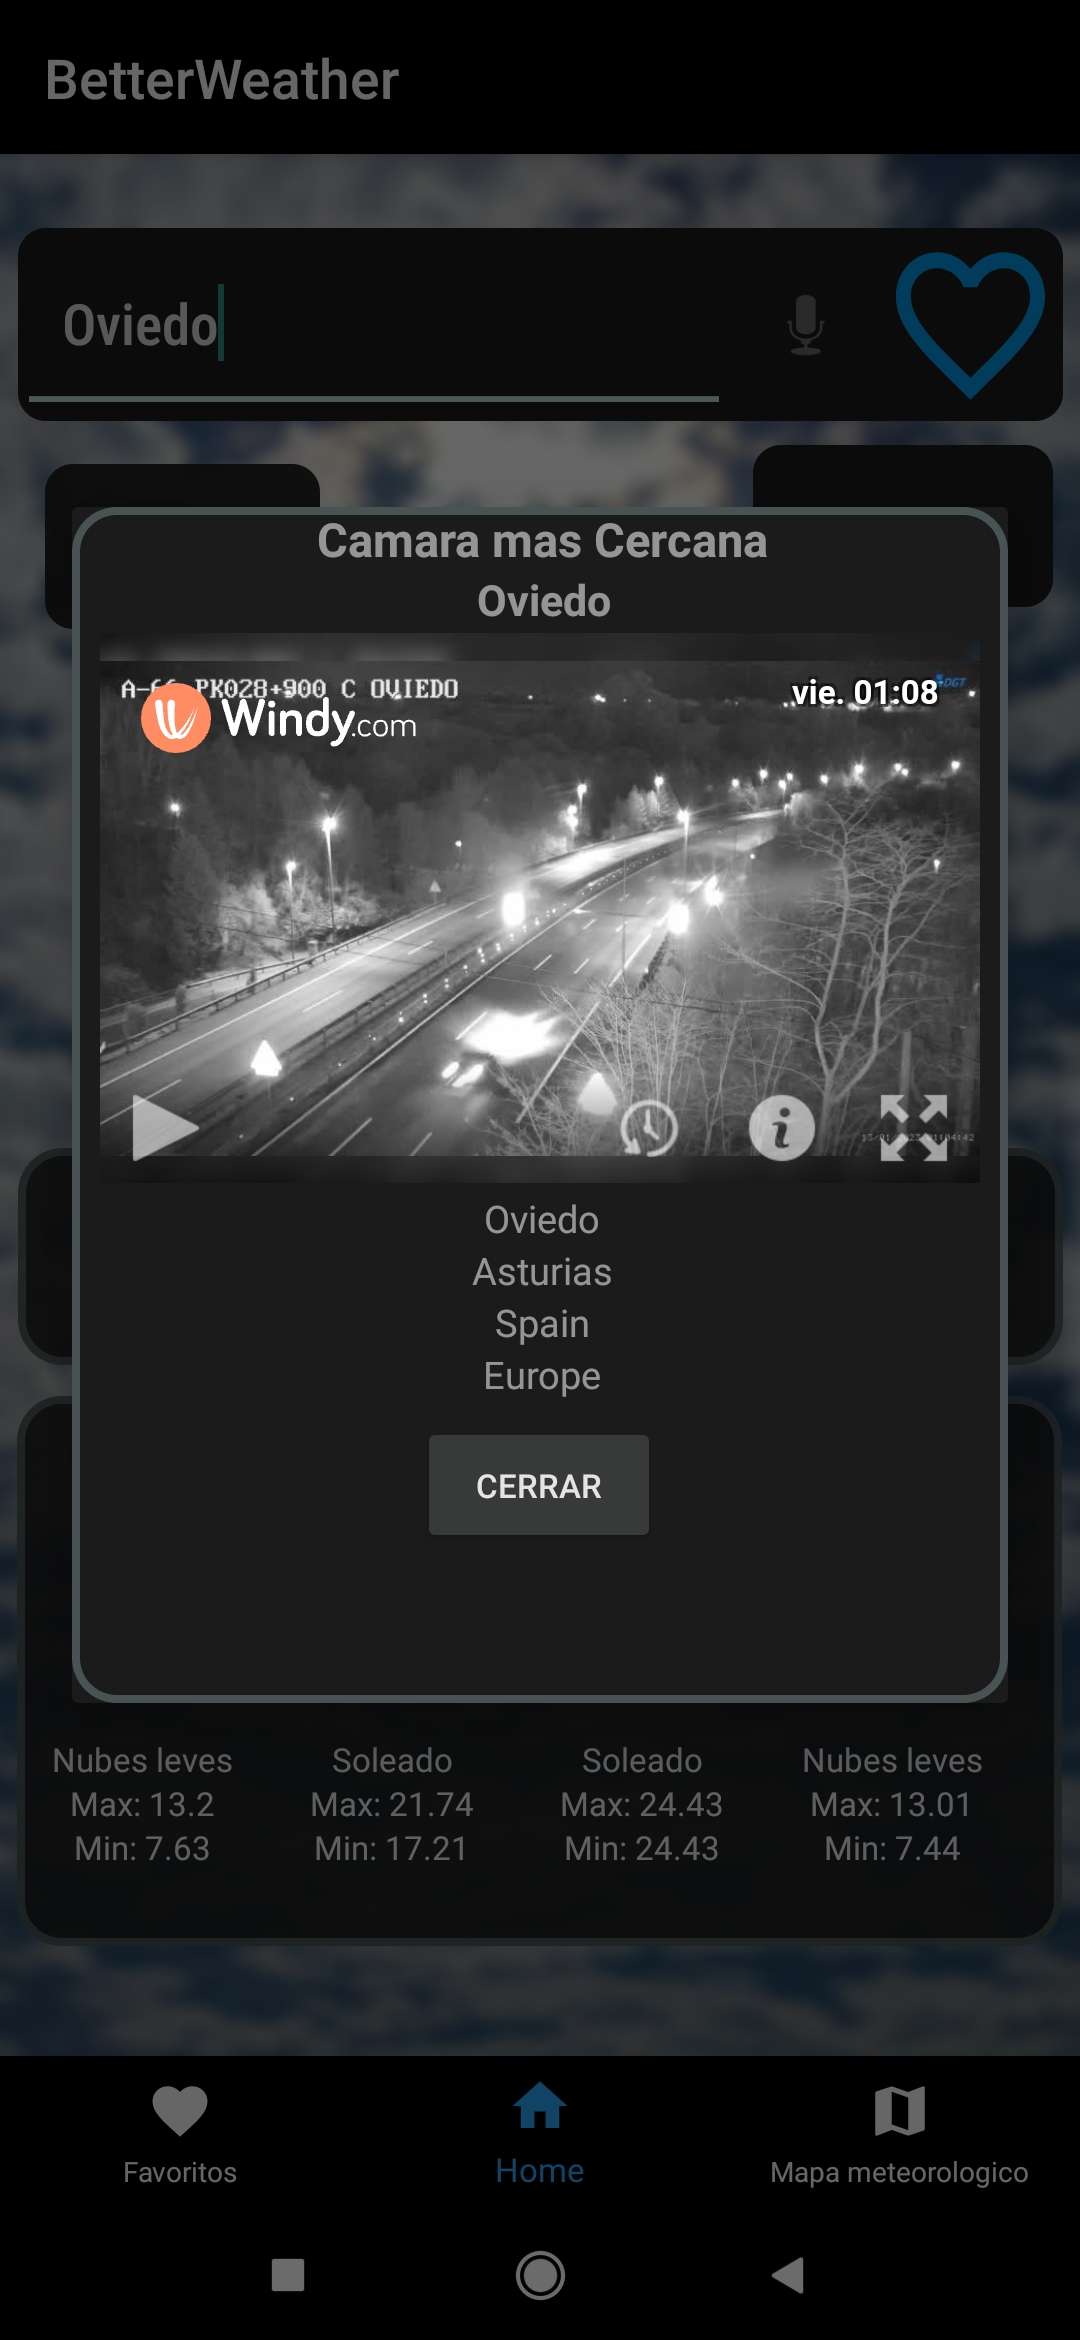 BetterWeather
Oviedo
Camara mas Cercana
Oviedo
PK028+900 C OVIEDO
vie. 01:08
DGT
Windy.com
Oviedo
Asturias
Spain
Europe
CERRAR
Nubes leves
Max: 13.2
Min: 7.63
Soleado
Max: 21.74
Min: 17.21
Soleado
Max: 24.43
Min: 24.43
Nubes leves
Max: 13.01
Min: 7.44
Favoritos
Home
Mapa meteorologico